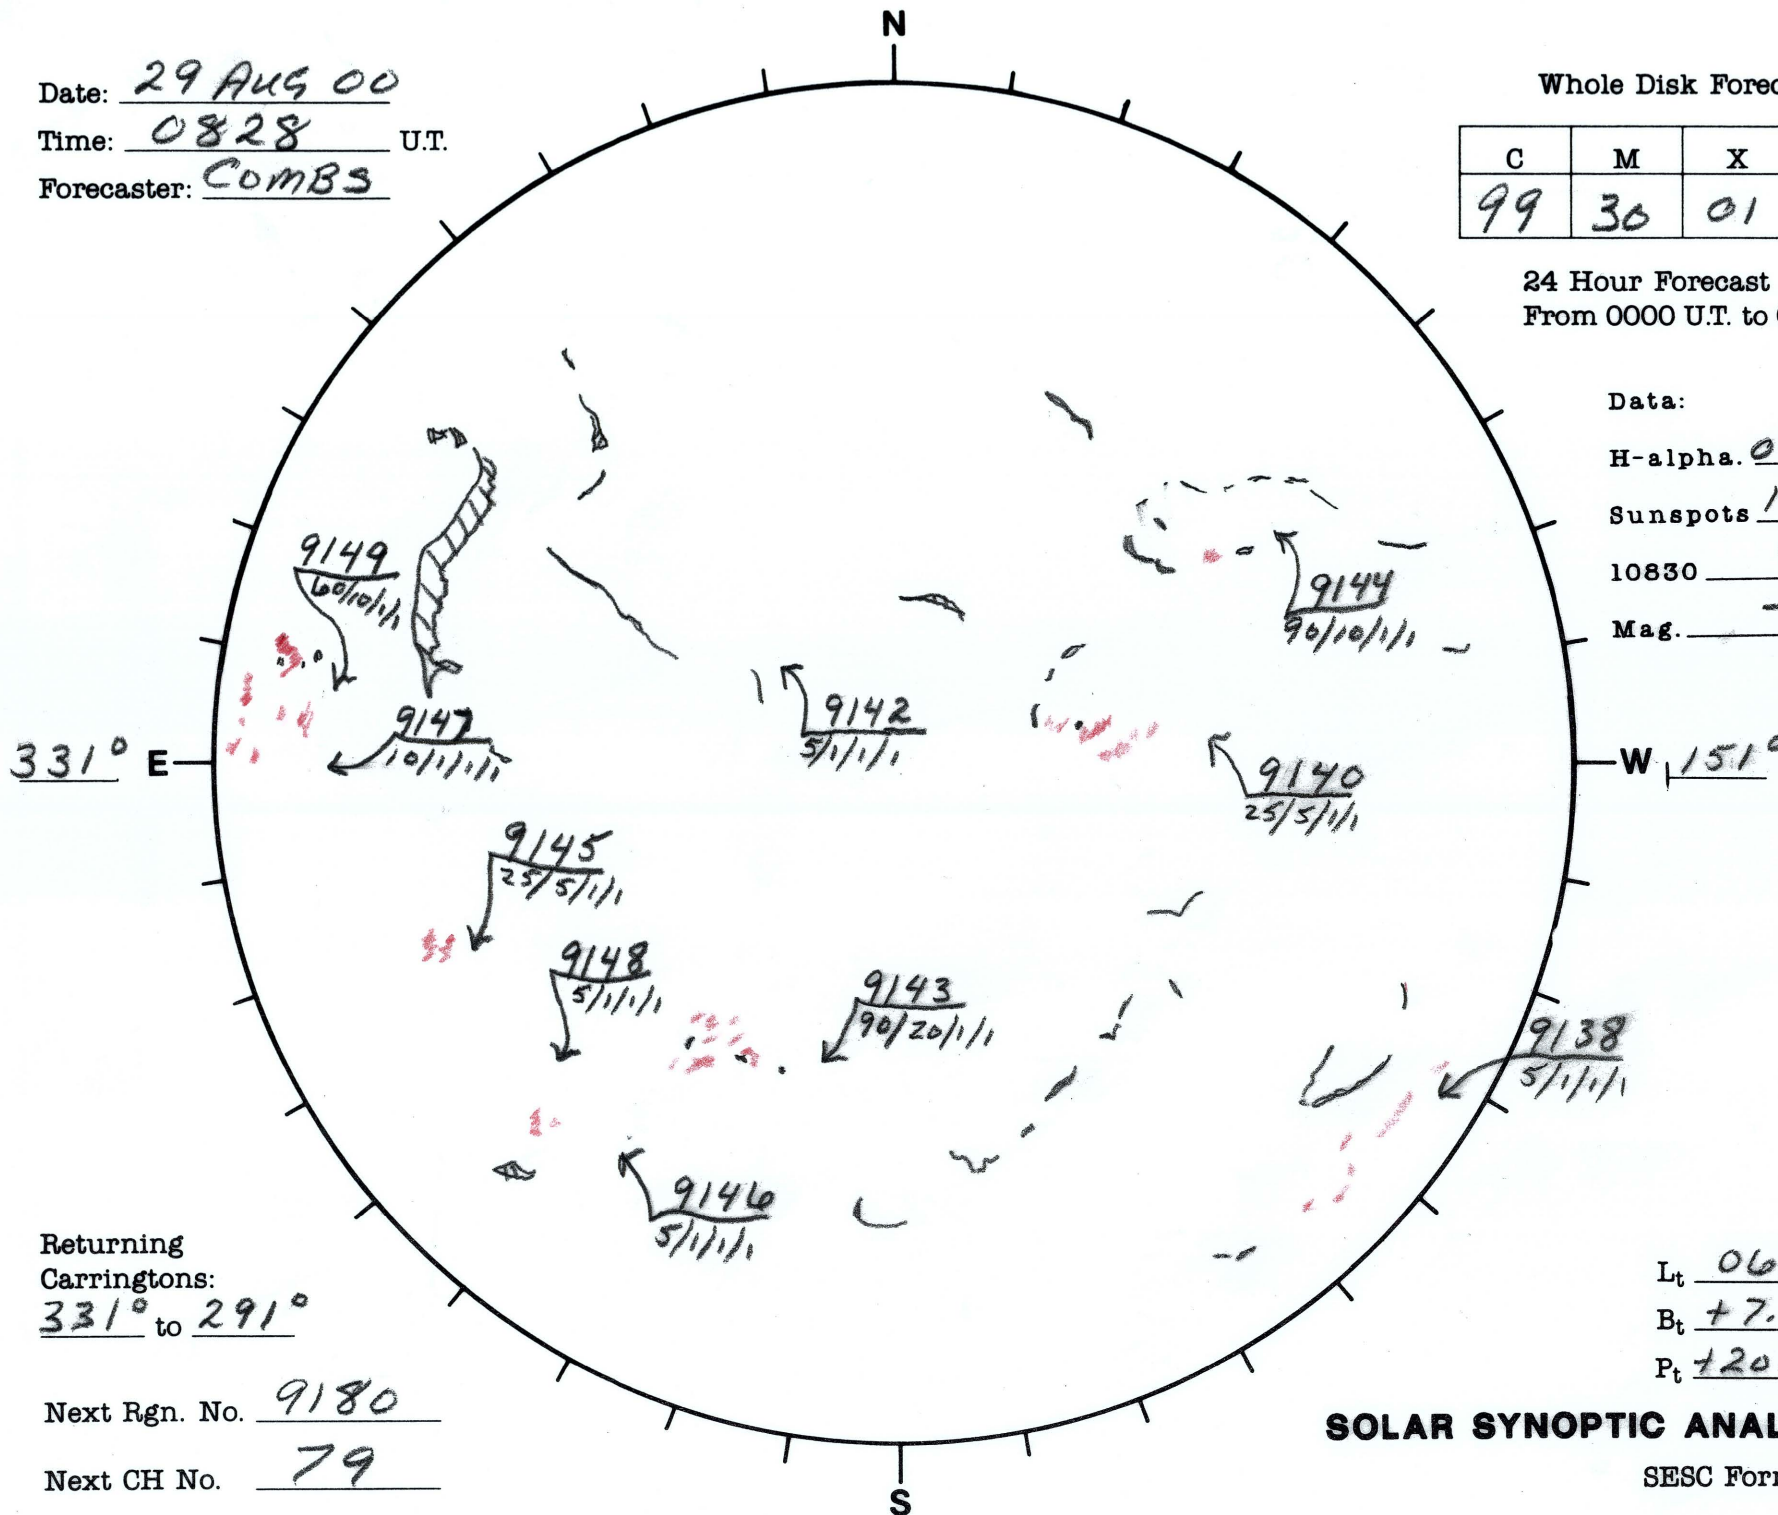 N
Date: 29 Aug 00
Time: 0828 U.T.
Forecaster: COMBS
Whole Disk Forec
C M X
99 30 01
24 Hour Forecast
From 0000 U.T. to
Data:
H-alpha. 0
Sunspots 1
10830
Mag.
9149
60/10/1/1
9144
90/10/1/1
9147
10/1/1/1
9142
5/1/1/1
331° E
W 151°
9140
25/5/1/1
9145
25/5/1/1
9148
5/1/1/1
9143
90/20/1/1
9138
5/1/1/1
9146
5/1/1/1
Returning
Carringtons:
331° to 291°
Lt 06
Bt +7.
Pt +20
Next Rgn. No. 9180
Next CH No. 79
SOLAR SYNOPTIC ANAL
SESC For
S